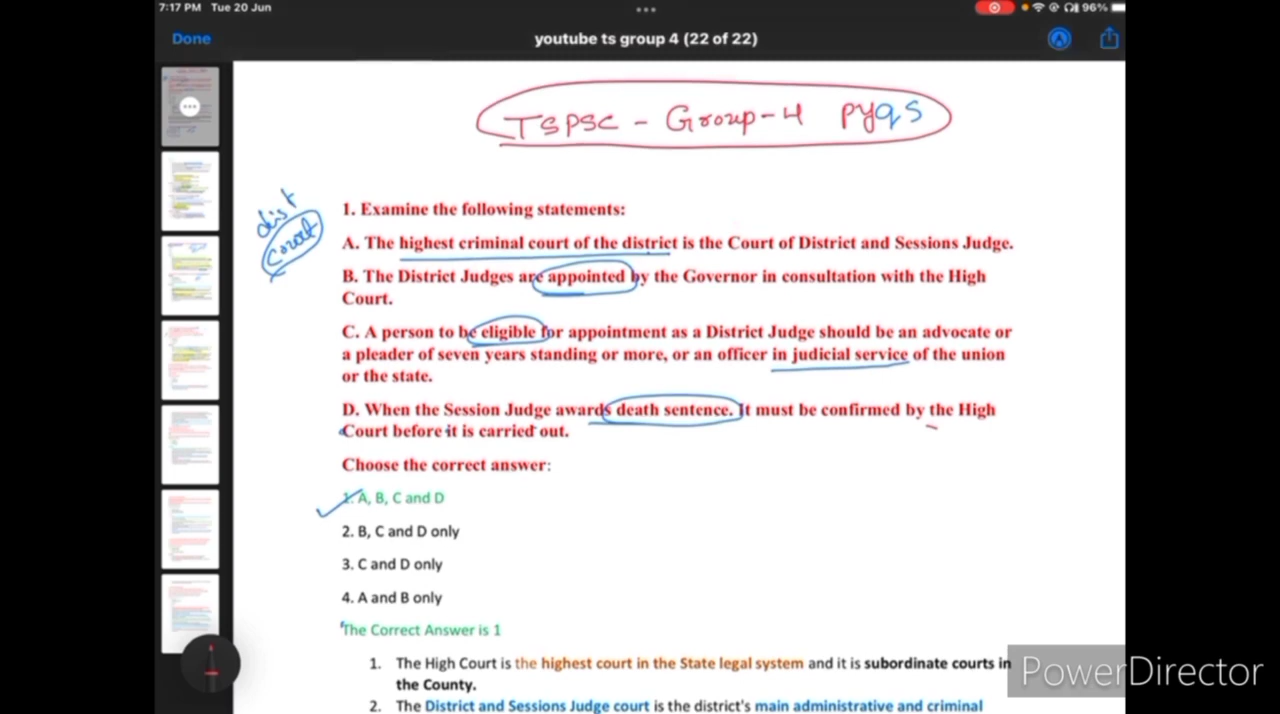 7:17 PM Tue 20 Jun
96%
Done
youtube ts group 4 (22 of 22)
TSPSC - Group-4 pyqs
dist
court
1. Examine the following statements:
A. The highest criminal court of the district is the Court of District and Sessions Judge.
B. The District Judges are appointed by the Governor in consultation with the High
Court.
C. A person to be eligible for appointment as a District Judge should be an advocate or
a pleader of seven years standing or more, or an officer in judicial service of the union
or the state.
D. When the Session Judge awards death sentence. It must be confirmed by the High
Court before it is carried out.
Choose the correct answer:
1. A, B, C and D
2. B, C and D only
3. C and D only
4. A and B only
The Correct Answer is 1
1. The High Court is the highest court in the State legal system and it is subordinate courts in
the County.
2. The District and Sessions Judge court is the district's main administrative and criminal
PowerDirector